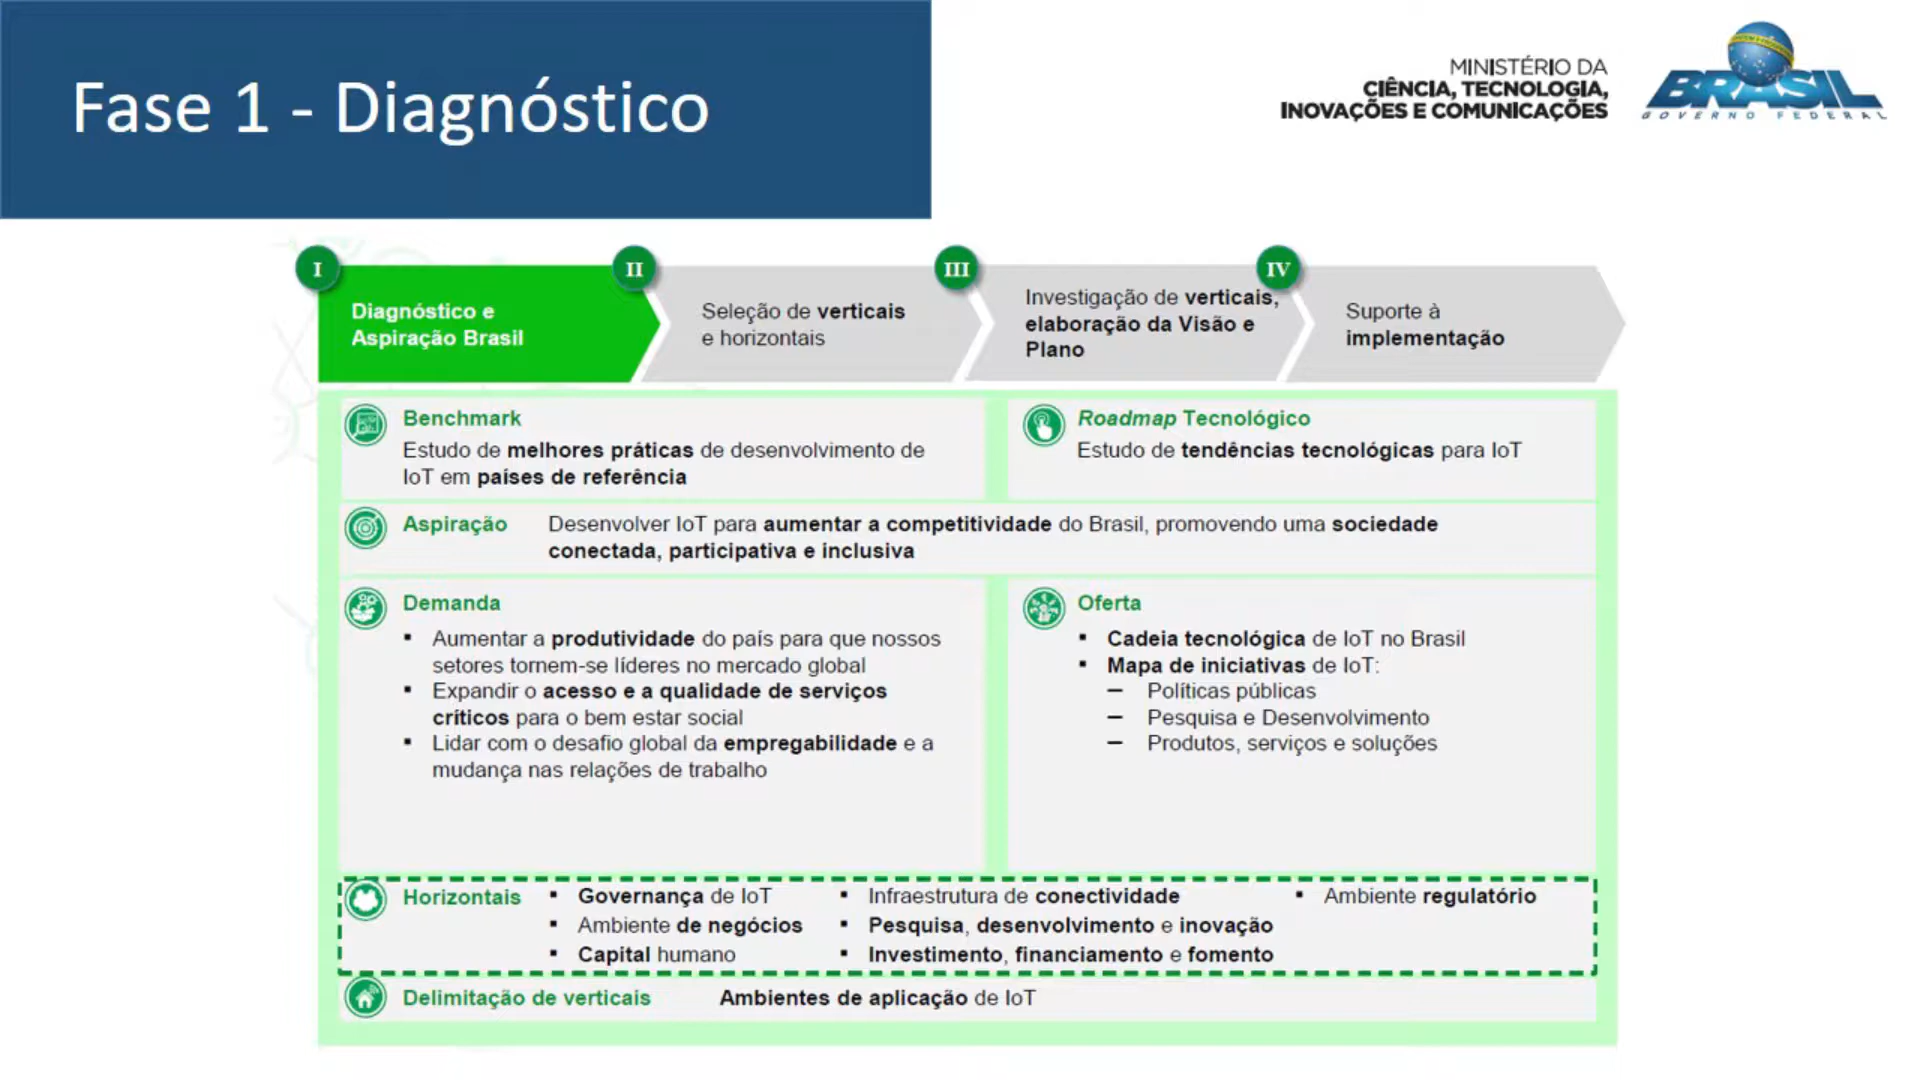 Fase 1 - Diagnóstico
MINISTÉRIO DA
CIÊNCIA, TECNOLOGIA,
INOVAÇÕES E COMUNICAÇÕES
BRASIL
GOVERNO FEDERAL
I
II
III
IV
Diagnóstico e
Aspiração Brasil
Seleção de verticais
e horizontais
Investigação de verticais,
elaboração da Visão e
Plano
Suporte à
implementação
Benchmark
Estudo de melhores práticas de desenvolvimento de
IoT em países de referência
Roadmap Tecnológico
Estudo de tendências tecnológicas para IoT
Aspiração
Desenvolver IoT para aumentar a competitividade do Brasil, promovendo uma sociedade
conectada, participativa e inclusiva
Demanda
▪ Aumentar a produtividade do país para que nossos
setores tornem-se líderes no mercado global
▪ Expandir o acesso e a qualidade de serviços
críticos para o bem estar social
▪ Lidar com o desafio global da empregabilidade e a
mudança nas relações de trabalho
Oferta
▪ Cadeia tecnológica de IoT no Brasil
▪ Mapa de iniciativas de IoT:
– Políticas públicas
– Pesquisa e Desenvolvimento
– Produtos, serviços e soluções
Horizontais
▪ Governança de IoT
▪ Ambiente de negócios
▪ Capital humano
▪ Infraestrutura de conectividade
▪ Pesquisa, desenvolvimento e inovação
▪ Investimento, financiamento e fomento
▪ Ambiente regulatório
Delimitação de verticais
Ambientes de aplicação de IoT